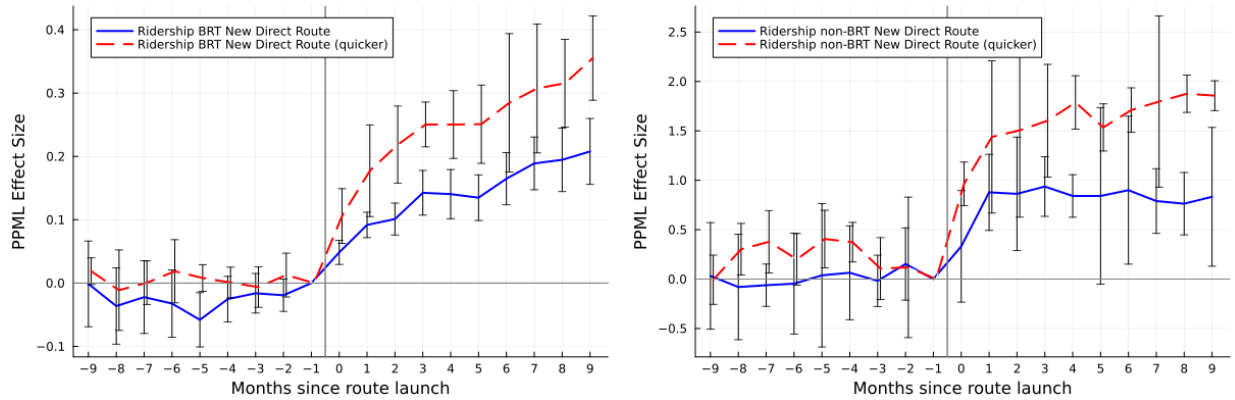 Ridership BRT New Direct Route
Ridership BRT New Direct Route (quicker)
PPML Effect Size
0.4
0.3
0.2
0.1
0.0
−0.1
−9 −8 −7 −6 −5 −4 −3 −2 −1 0 1 2 3 4 5 6 7 8 9
Months since route launch
Ridership non-BRT New Direct Route
Ridership non-BRT New Direct Route (quicker)
PPML Effect Size
2.5
2.0
1.5
1.0
0.5
0.0
−0.5
−9 −8 −7 −6 −5 −4 −3 −2 −1 0 1 2 3 4 5 6 7 8 9
Months since route launch